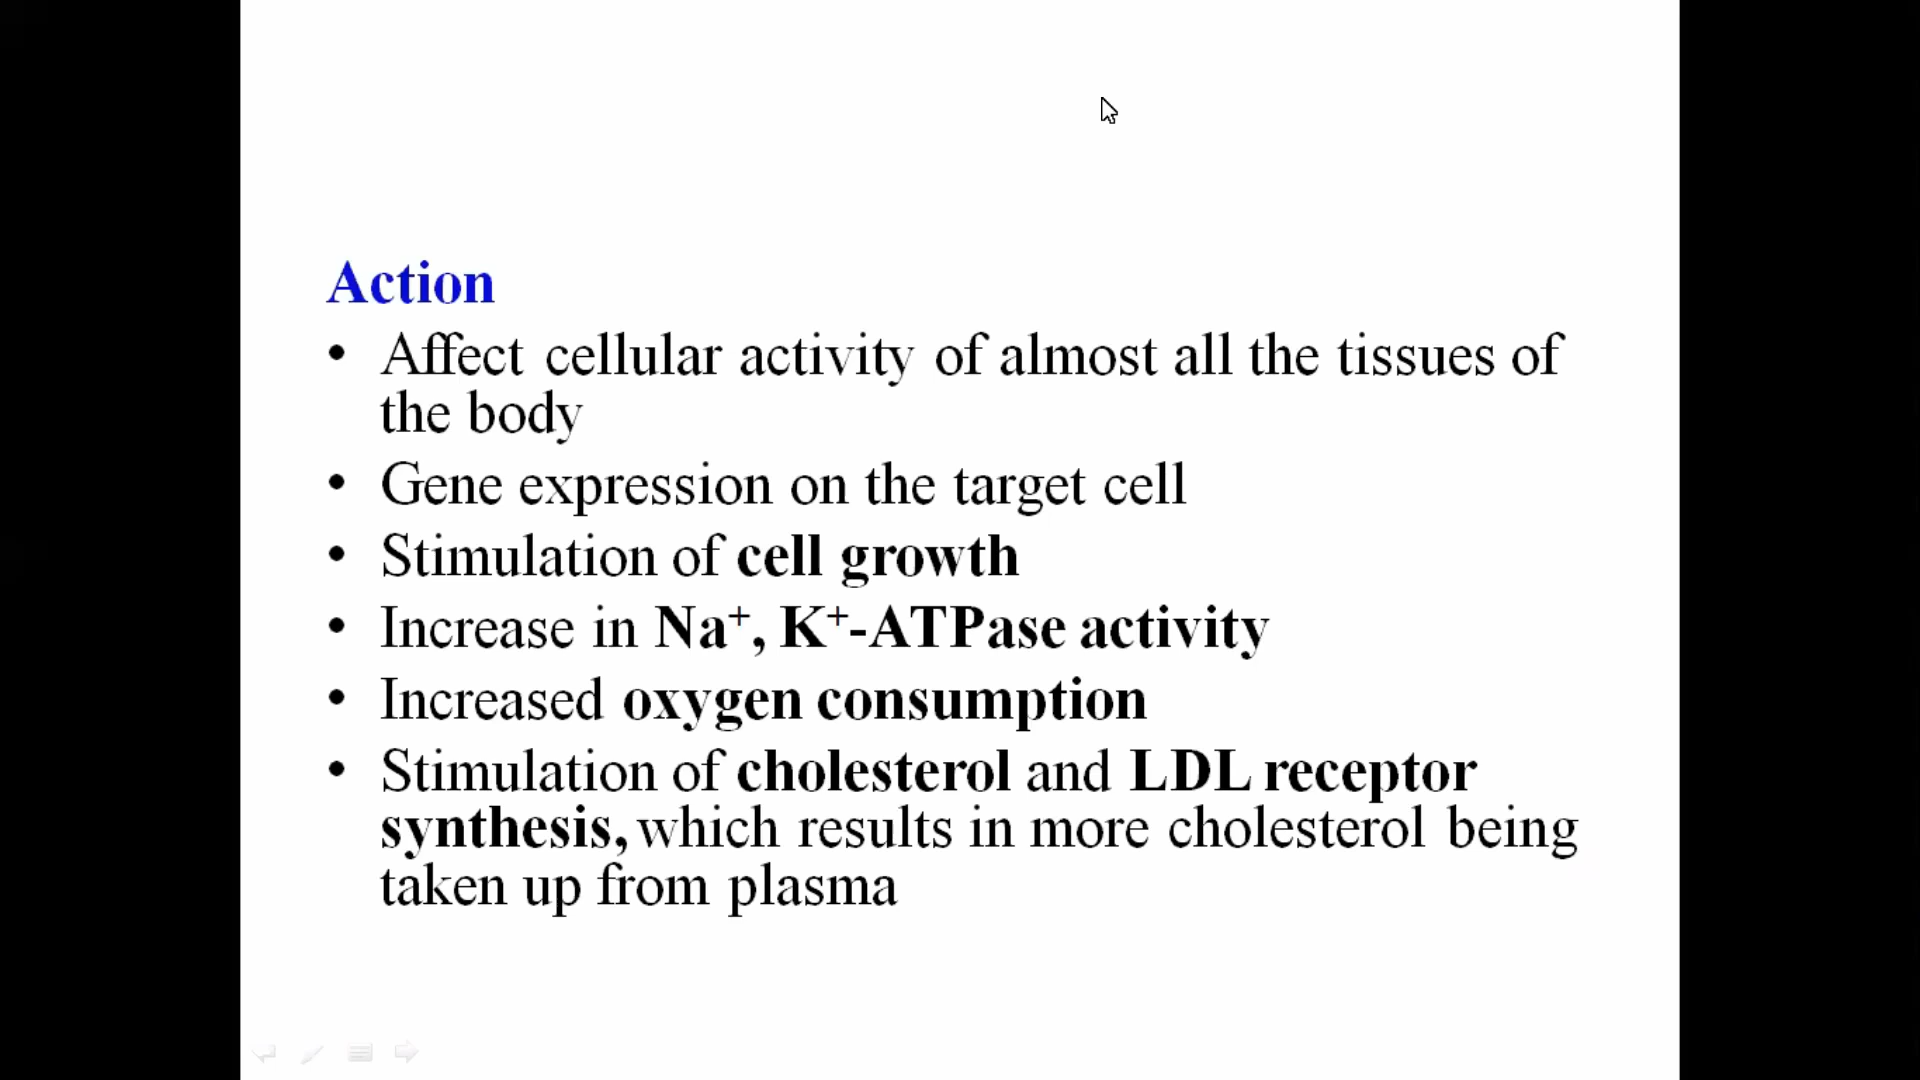 Action
• Affect cellular activity of almost all the tissues of
the body
• Gene expression on the target cell
• Stimulation of cell growth
• Increase in Na⁺, K⁺-ATPase activity
• Increased oxygen consumption
• Stimulation of cholesterol and LDL receptor
synthesis, which results in more cholesterol being
taken up from plasma